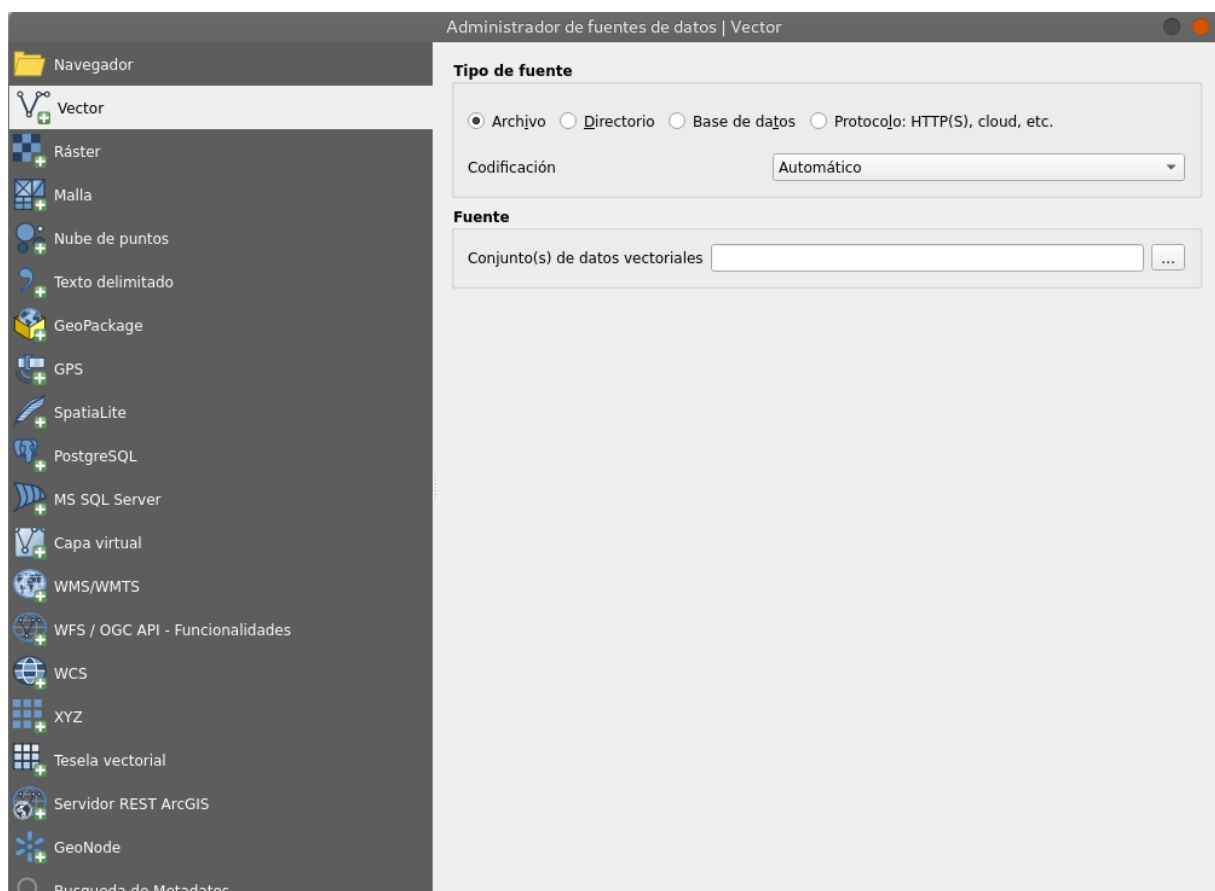 Administrador de fuentes de datos | Vector
Navegador
Vector
Ráster
Malla
Nube de puntos
Texto delimitado
GeoPackage
GPS
SpatiaLite
PostgreSQL
MS SQL Server
Capa virtual
WMS/WMTS
WFS / OGC API - Funcionalidades
WCS
XYZ
Tesela vectorial
Servidor REST ArcGIS
GeoNode
Busqueda de Metadatos
Tipo de fuente
Archivo Directorio Base de datos Protocolo: HTTP(S), cloud, etc.
Codificación Automático
Fuente
Conjunto(s) de datos vectoriales ...